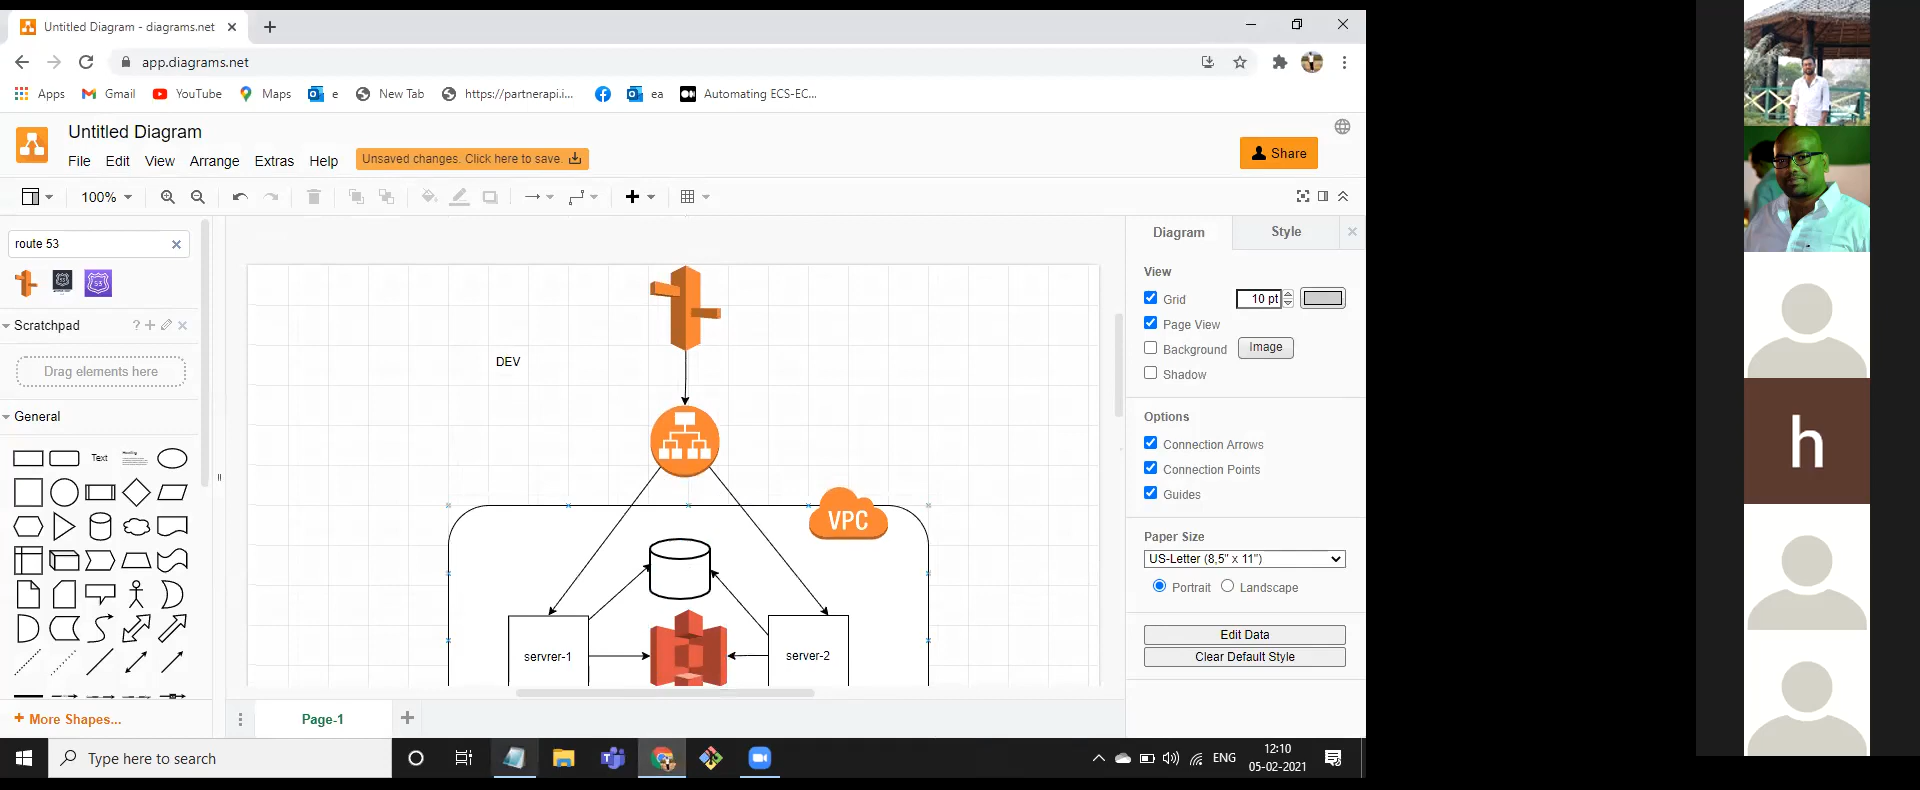 Untitled Diagram - diagrams.net
app.diagrams.net
Apps Gmail YouTube Maps e New Tab https://partnerapi.i... ea Automating ECS-EC...
Untitled Diagram
File Edit View Arrange Extras Help Unsaved changes. Click here to save. Share
100%
route 53
53
Scratchpad ?
Drag elements here
General
Text Heading
More Shapes...
DEV
VPC
servrer-1
server-2
Diagram Style
View
Grid 10 pt
Page View
Background Image
Shadow
Options
Connection Arrows
Connection Points
Guides
Paper Size
US-Letter (8,5" x 11")
Portrait Landscape
Edit Data
Clear Default Style
Page-1
Type here to search
ENG
12:10
05-02-2021
h